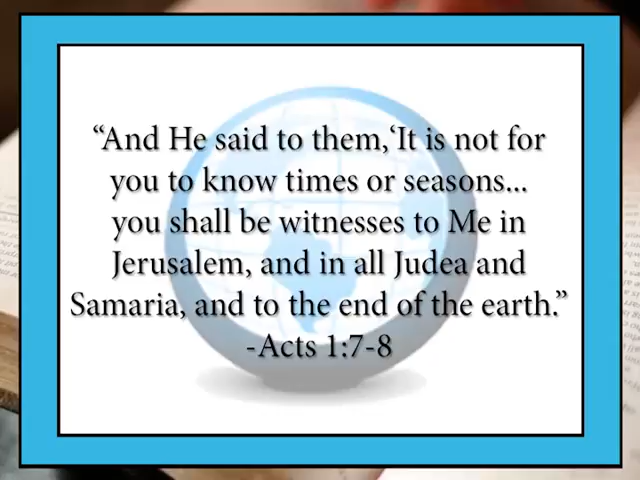 “And He said to them,‘It is not for
you to know times or seasons...
you shall be witnesses to Me in
Jerusalem, and in all Judea and
Samaria, and to the end of the earth.”
-Acts 1:7-8